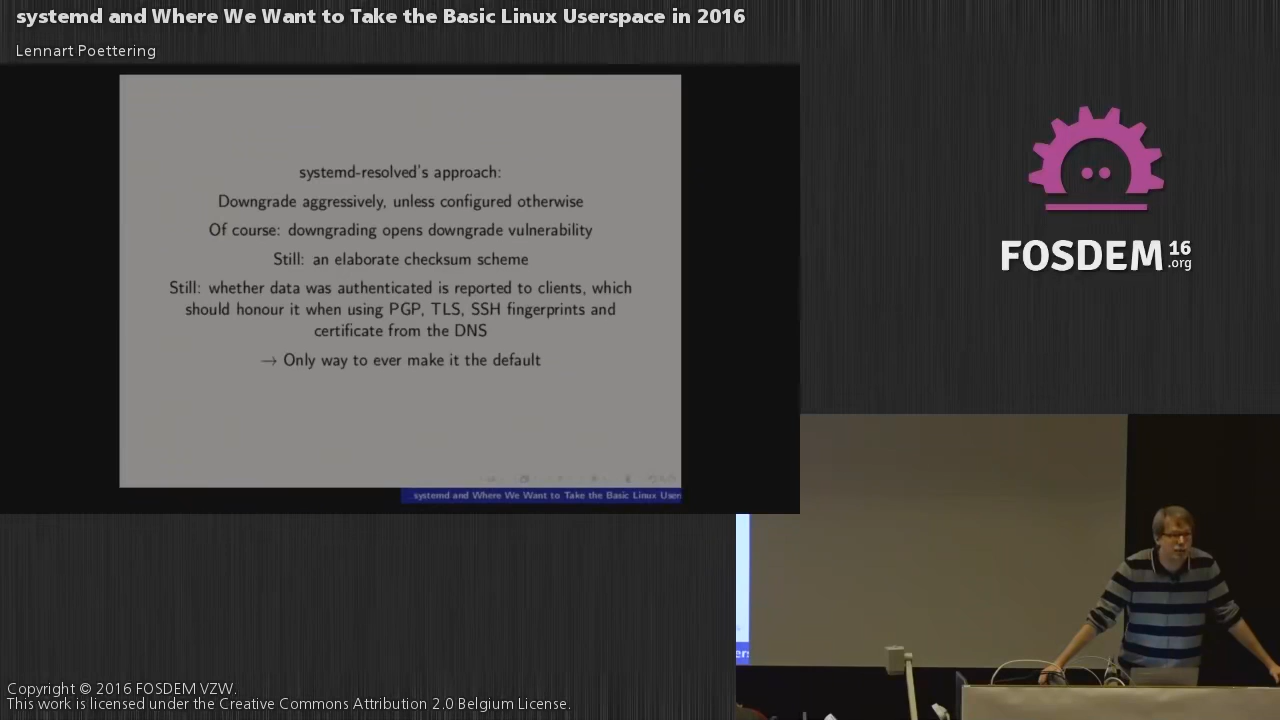 systemd and Where We Want to Take the Basic Linux Userspace in 2016
Lennart Poettering
systemd-resolved's approach:
Downgrade aggressively, unless configured otherwise
Of course: downgrading opens downgrade vulnerability
Still: an elaborate checksum scheme
Still: whether data was authenticated is reported to clients, which
should honour it when using PGP, TLS, SSH fingerprints and
certificate from the DNS
→ Only way to ever make it the default
systemd and Where We Want to Take the Basic Linux User
FOSDEM 16
.org
ers
Copyright © 2016 FOSDEM VZW.
This work is licensed under the Creative Commons Attribution 2.0 Belgium License.